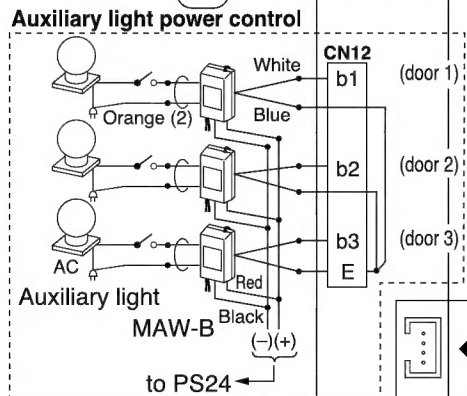 Auxiliary light power control
CN12
White
b1
(door 1)
Orange (2)
Blue
b2
(door 2)
b3
(door 3)
AC
E
Red
Auxiliary light
Black
MAW-B
(−)(+)
to PS24